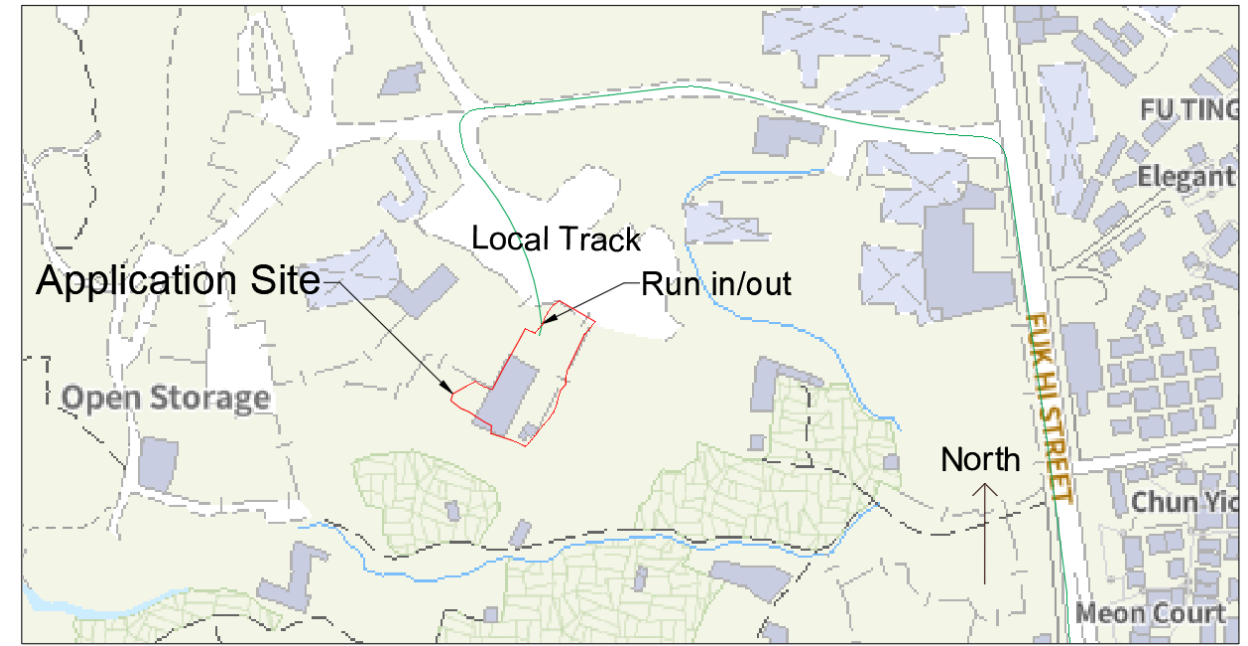 FU TING
Elegant
Local Track
Application Site
Run in/out
FUK HI STREET
Open Storage
North
Chun Yic
Meon Court